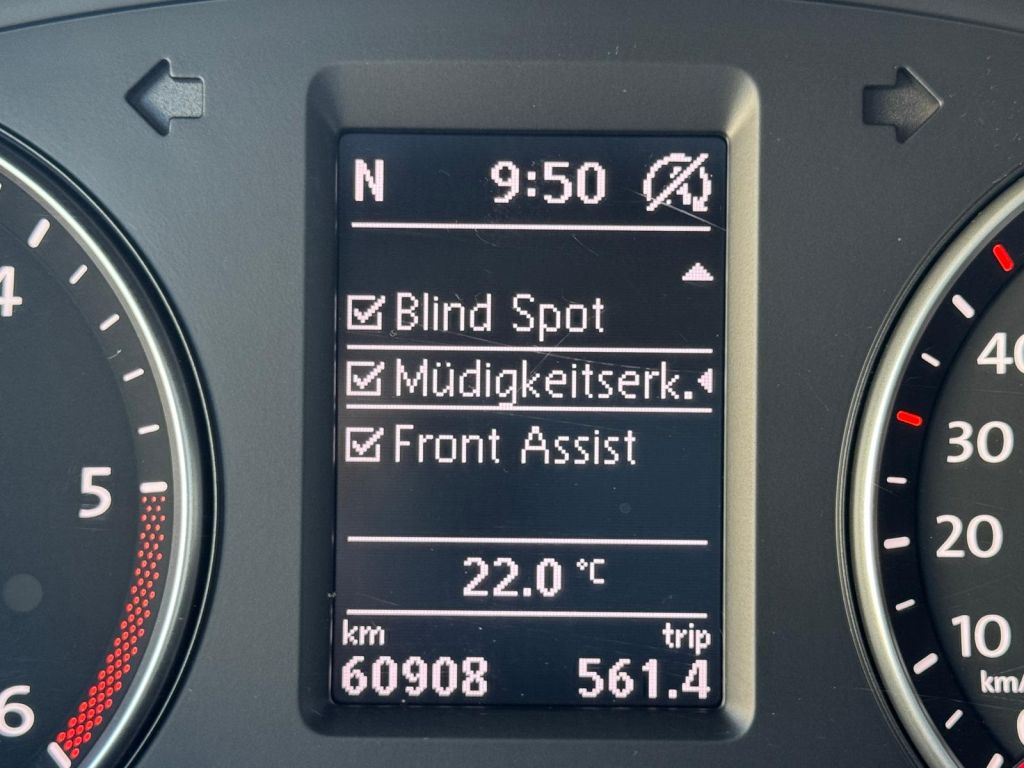 N 9:50
Blind Spot
Müdigkeitserk.
Front Assist
22.0 °C
km trip
60908 561.4
4
5
6
30
20
10